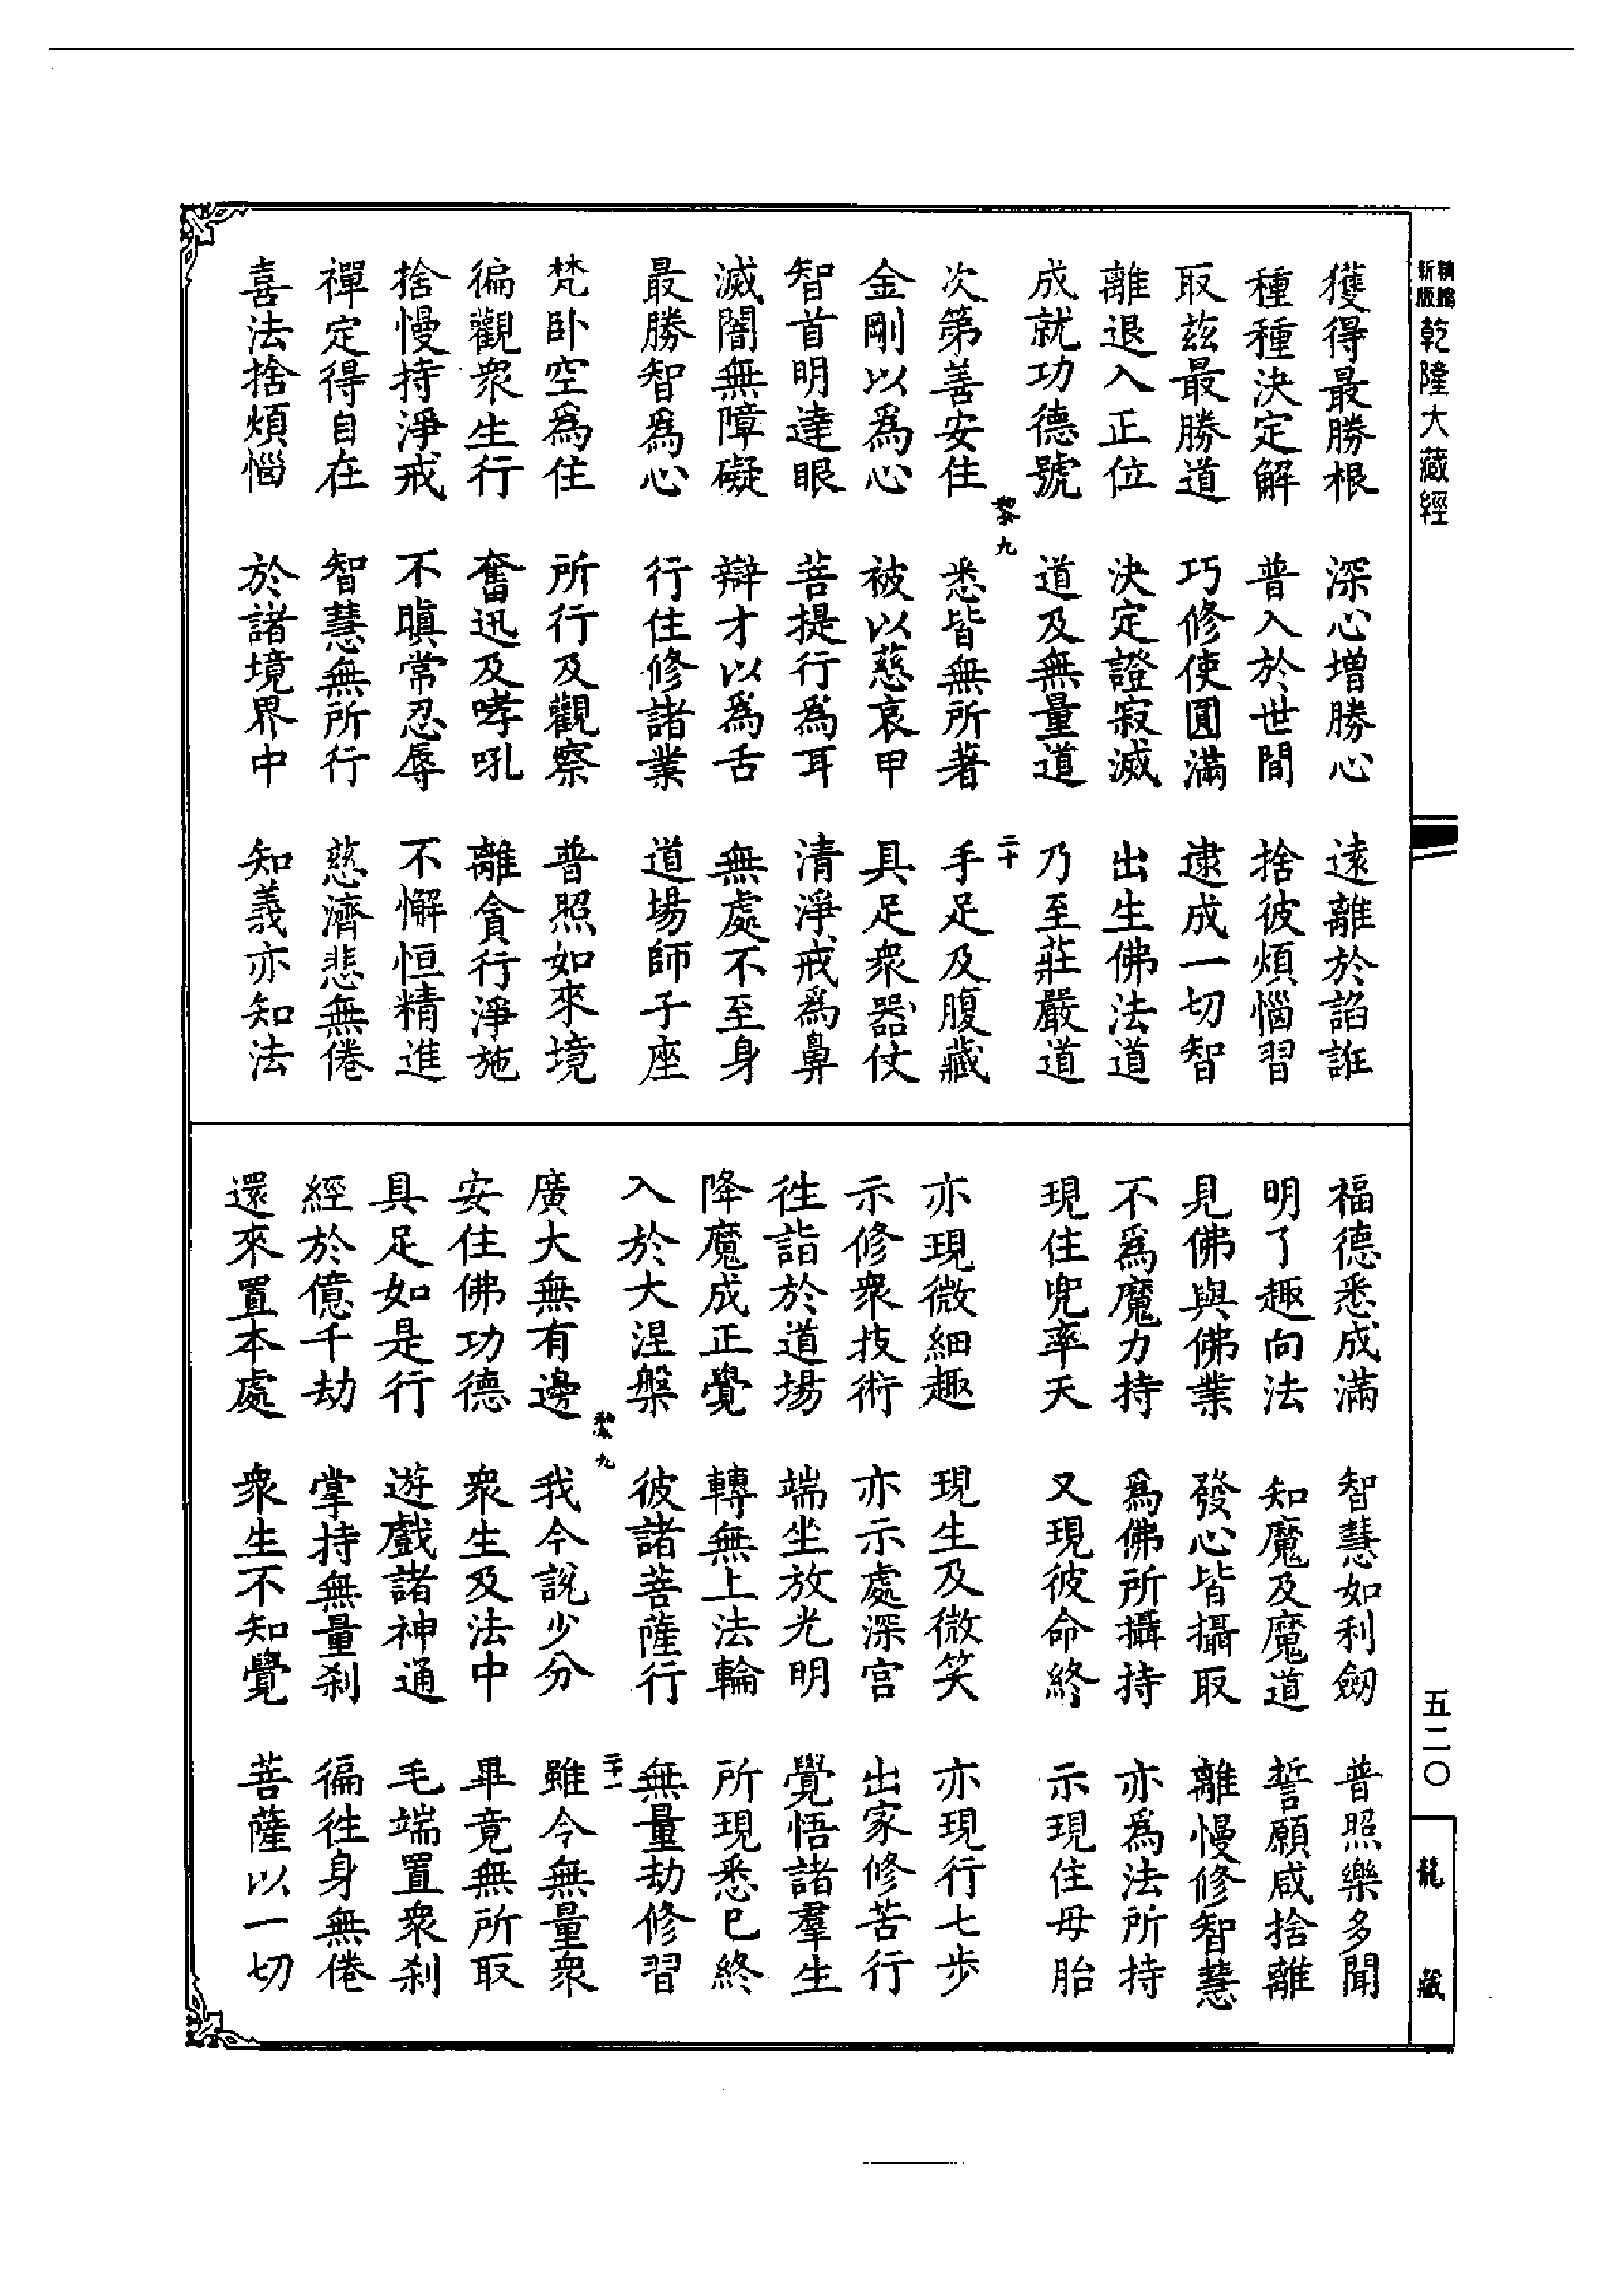 新版 精縮 乾隆大藏經
獲得最勝根 深心增勝心 遠離於諂誑
種種決定解 普入於世間 捨彼煩惱習
取茲最勝道 巧修使圓滿 逮成一切智
離退入正位 決定證寂滅 出生佛法道
成就功德號 道及無量道 乃至莊嚴道
黎九 二十
次第善安住 悉皆無所著 手足及腹藏
金剛以為心 被以慈哀甲 具足衆器仗
智首明達眼 菩提行為耳 清淨戒為鼻
滅闇無障礙 辯才以為舌 無處不至身
最勝智為心 行住修諸業 道場師子座
梵卧空為住 所行及觀察 普照如來境
徧觀衆生行 奮迅及哮吼 離貪行淨施
捨慢持淨戒 不瞋常忍辱 不懈恒精進
禪定得自在 智慧無所行 慈濟悲無倦
喜法捨煩惱 於諸境界中 知義亦知法
福德悉成滿 智慧如利劒 普照樂多聞
明了趣向法 知魔及魔道 誓願咸捨離
見佛與佛業 發心皆攝取 離慢修智慧
不為魔力持 為佛所攝持 亦為法所持
現住兜率天 又現彼命終 示現住母胎
亦現微細趣 現生及微笑 亦現行七步
示修衆技術 亦示處深宮 出家修苦行
徃詣於道場 端坐放光明 覺悟諸羣生
降魔成正覺 轉無上法輪 所現悉已終
入於大涅槃 彼諸菩薩行 無量劫修習
黎九 二十一
廣大無有邊 我今說少分 雖令無量衆
安住佛功德 衆生及法中 畢竟無所取
具足如是行 遊戲諸神通 毛端置衆刹
經於億千劫 掌持無量刹 徧徃身無倦
還來置本處 衆生不知覺 菩薩以一切
五二〇
龍藏